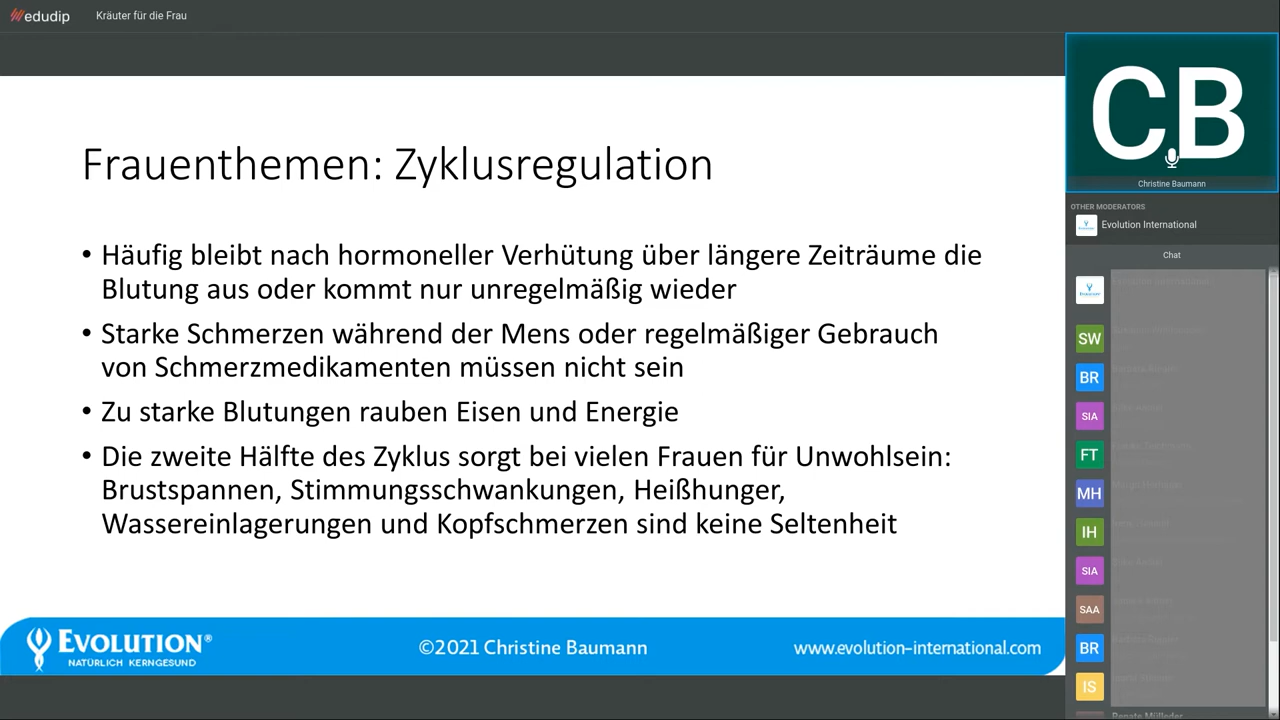 edudip
Kräuter für die Frau
Frauenthemen: Zyklusregulation
• Häufig bleibt nach hormoneller Verhütung über längere Zeiträume die
Blutung aus oder kommt nur unregelmäßig wieder
• Starke Schmerzen während der Mens oder regelmäßiger Gebrauch
von Schmerzmedikamenten müssen nicht sein
• Zu starke Blutungen rauben Eisen und Energie
• Die zweite Hälfte des Zyklus sorgt bei vielen Frauen für Unwohlsein:
Brustspannen, Stimmungsschwankungen, Heißhunger,
Wassereinlagerungen und Kopfschmerzen sind keine Seltenheit
EVOLUTION®
NATÜRLICH KERNGESUND
©2021 Christine Baumann
www.evolution-international.com
CB
Christine Baumann
OTHER MODERATORS
Evolution International
Chat
SW
BR
SIA
FT
MH
IH
SIA
SAA
BR
IS